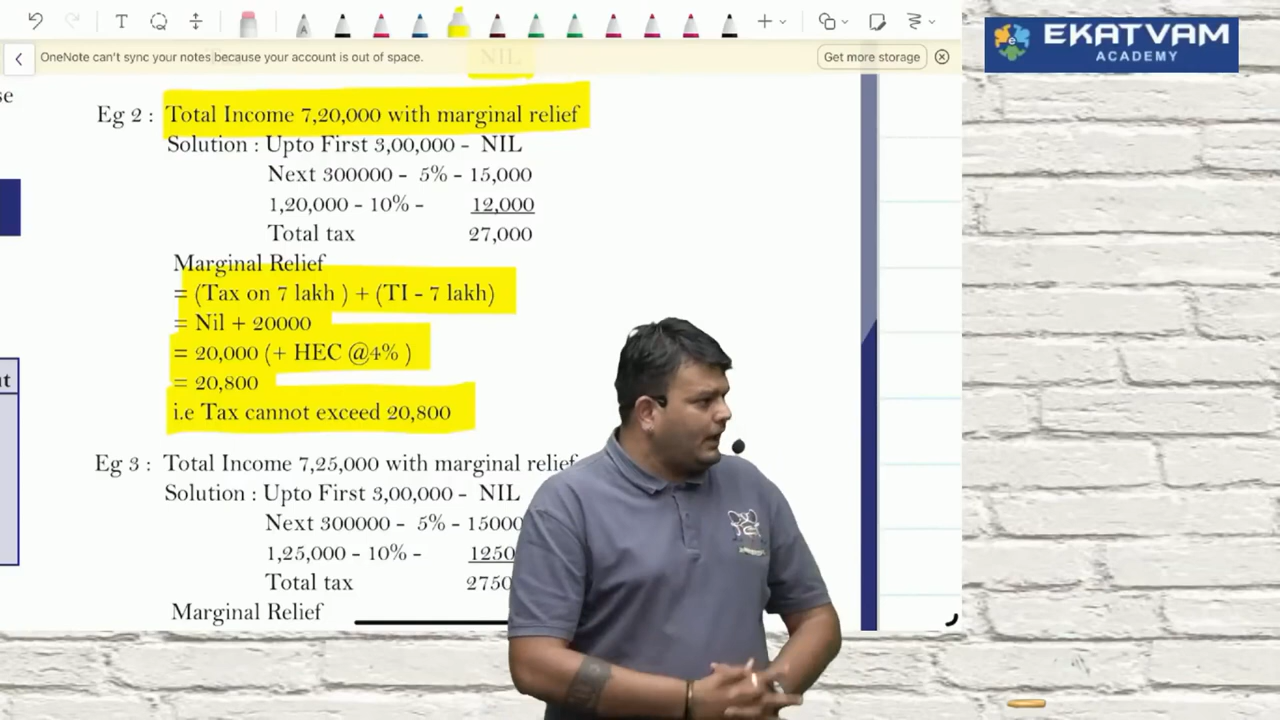 EKATVAM
ACADEMY
OneNote can't sync your notes because your account is out of space.
Get more storage
NIL
se
Eg 2 : Total Income 7,20,000 with marginal relief
Solution : Upto First 3,00,000 - NIL
Next 300000 - 5% - 15,000
1,20,000 - 10% - 12,000
Total tax 27,000
Marginal Relief
= (Tax on 7 lakh ) + (TI - 7 lakh)
= Nil + 20000
= 20,000 (+ HEC @4% )
= 20,800
i.e Tax cannot exceed 20,800
t
Eg 3 : Total Income 7,25,000 with marginal relief
Solution : Upto First 3,00,000 - NIL
Next 300000 - 5% - 15000
1,25,000 - 10% - 1250
Total tax 2750
Marginal Relief